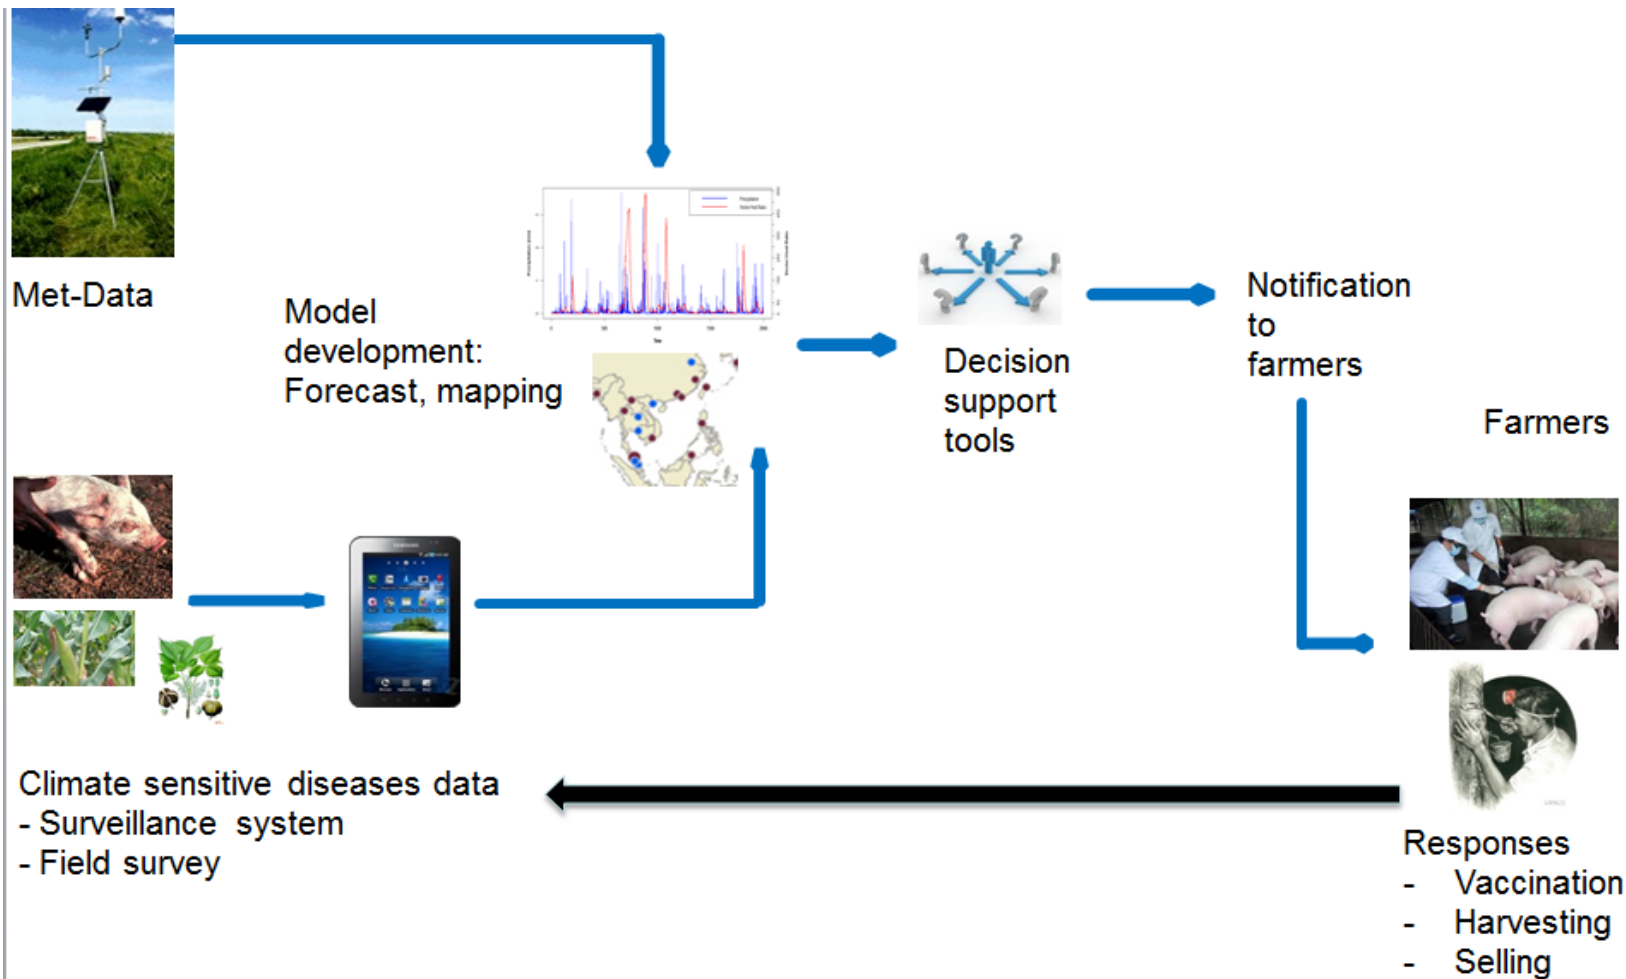 Met-Data
Model
development:
Forecast, mapping
Decision
support
tools
Notification
to
farmers
Farmers
SAMSUNG
Climate sensitive diseases data
- Surveillance system
- Field survey
Responses
- Vaccination
- Harvesting
- Selling